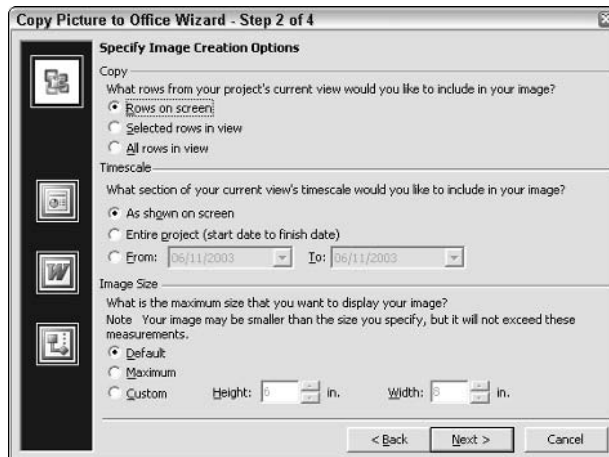 Copy Picture to Office Wizard - Step 2 of 4
Specify Image Creation Options
Copy
What rows from your project's current view would you like to include in your image?
Rows on screen
Selected rows in view
All rows in view
Timescale
What section of your current view's timescale would you like to include in your image?
As shown on screen
Entire project (start date to finish date)
From: 06/11/2003 To: 06/11/2003
Image Size
What is the maximum size that you want to display your image?
Note Your image may be smaller than the size you specify, but it will not exceed these
measurements.
Default
Maximum
Custom Height: 6 in. Width: 8 in.
W
< Back Next > Cancel